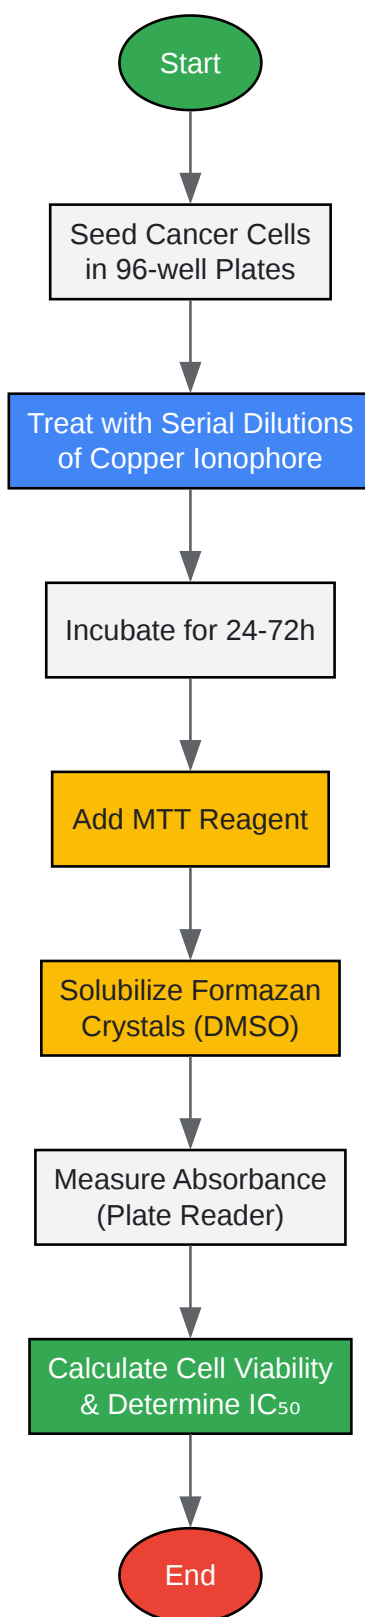 Start
Seed Cancer Cells
in 96-well Plates
Treat with Serial Dilutions
of Copper Ionophore
Incubate for 24-72h
Add MTT Reagent
Solubilize Formazan
Crystals (DMSO)
Measure Absorbance
(Plate Reader)
Calculate Cell Viability
& Determine IC₅₀
End